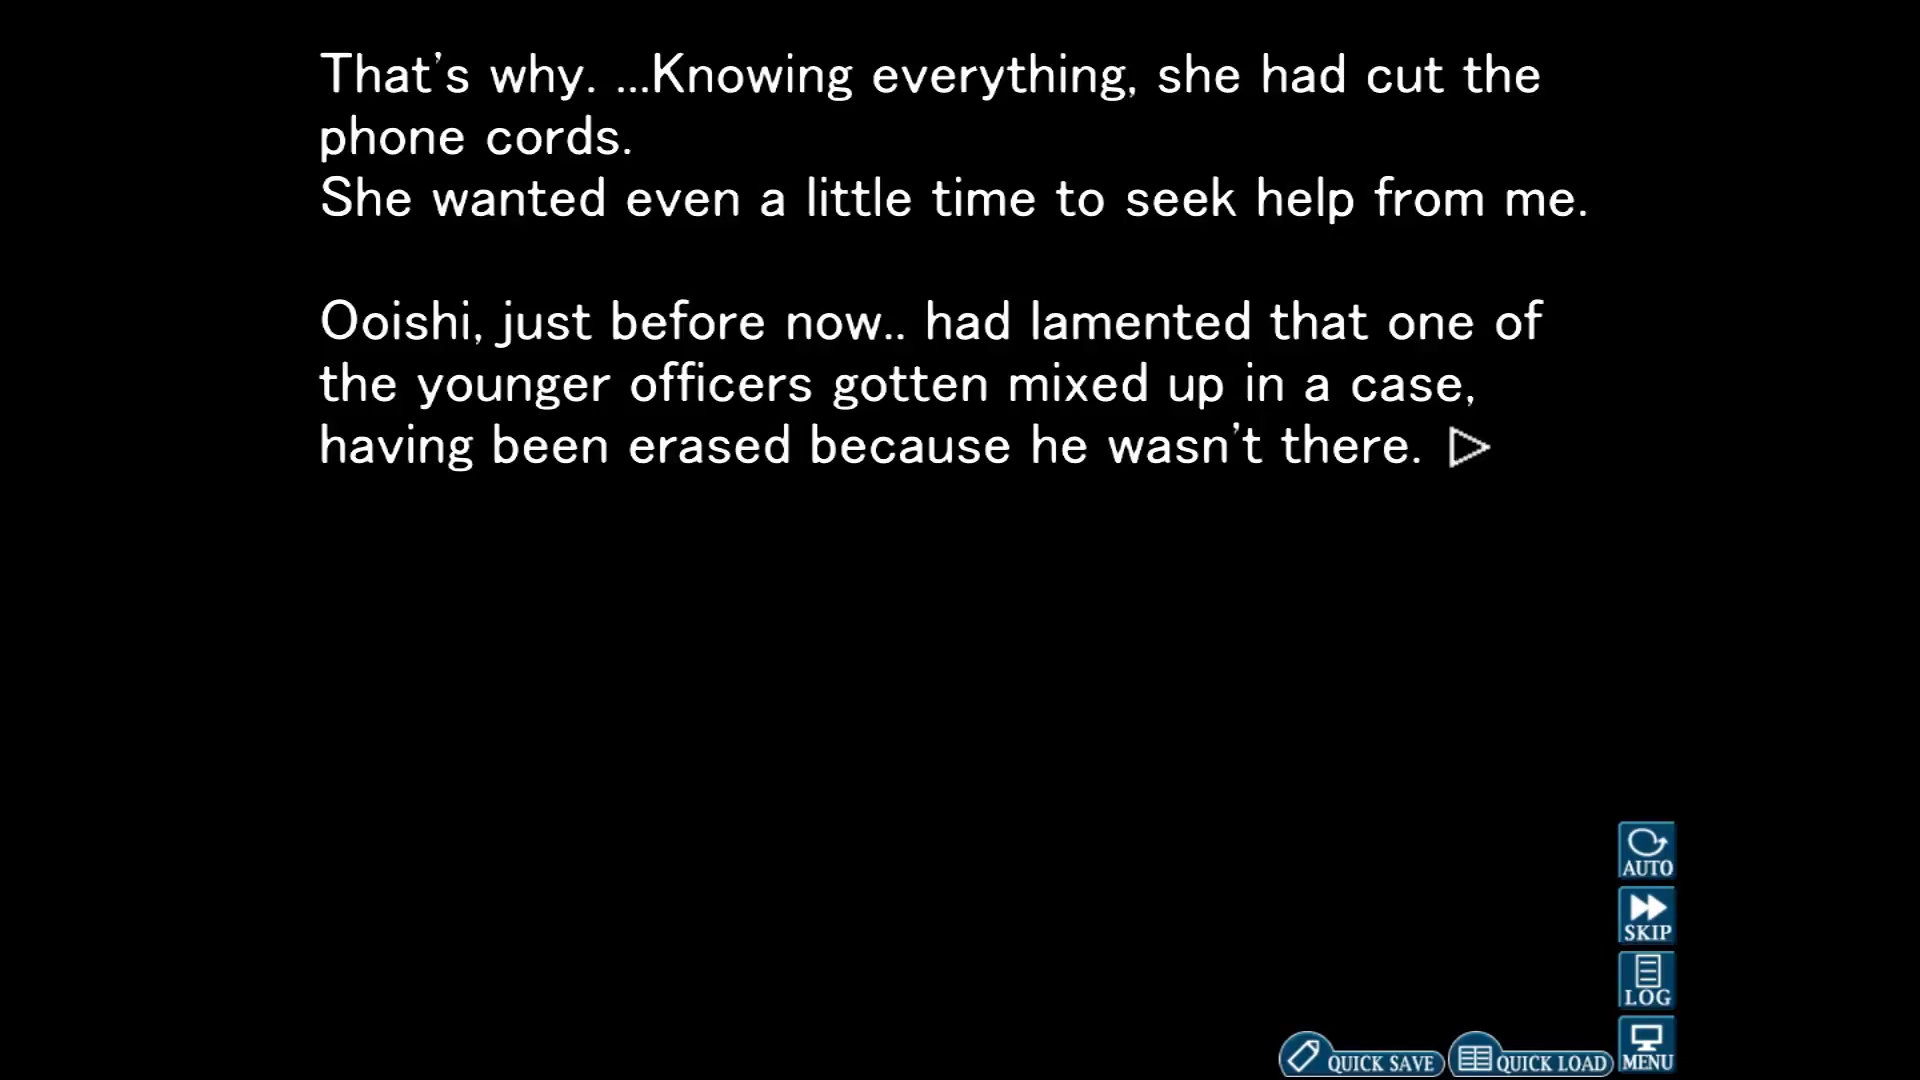 That's why. ...Knowing everything, she had cut the
phone cords.
She wanted even a little time to seek help from me.
Ooishi, just before now.. had lamented that one of
the younger officers gotten mixed up in a case,
having been erased because he wasn't there.
AUTO
SKIP
LOG
QUICK SAVE
QUICK LOAD
MENU